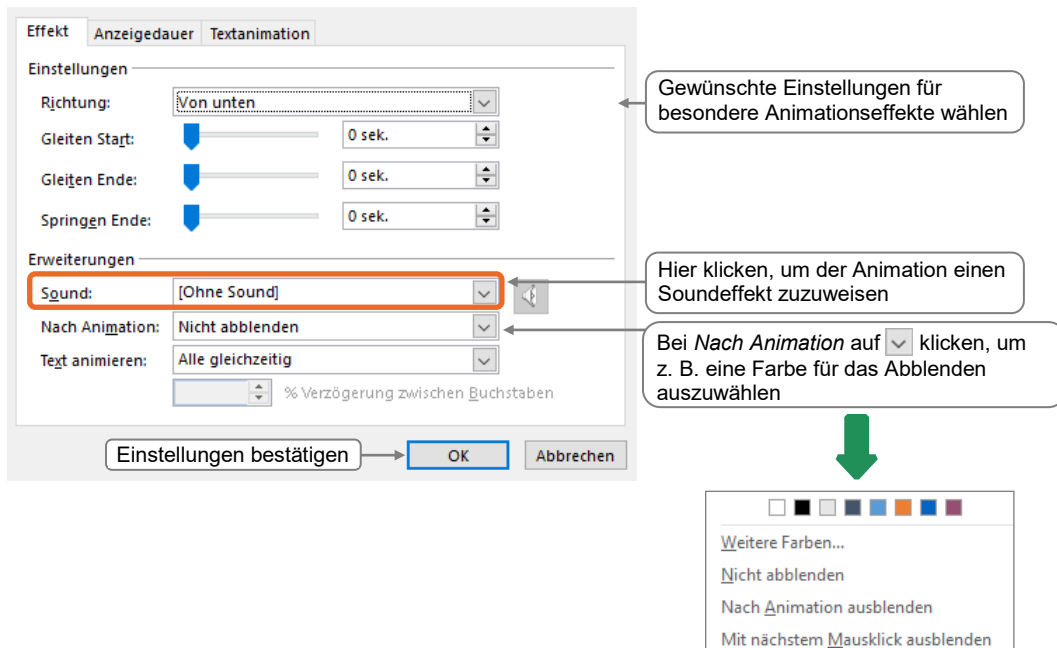 Effekt Anzeigedauer Textanimation
Einstellungen
Richtung: Von unten
Gleiten Start: 0 sek.
Gleiten Ende: 0 sek.
Springen Ende: 0 sek.
Erweiterungen
Sound: [Ohne Sound]
Nach Animation: Nicht abblenden
Text animieren: Alle gleichzeitig
% Verzögerung zwischen Buchstaben
Einstellungen bestätigen
OK Abbrechen
Gewünschte Einstellungen für
besondere Animationseffekte wählen
Hier klicken, um der Animation einen
Soundeffekt zuzuweisen
Bei Nach Animation auf klicken, um
z. B. eine Farbe für das Abblenden
auszuwählen
Weitere Farben...
Nicht abblenden
Nach Animation ausblenden
Mit nächstem Mausklick ausblenden